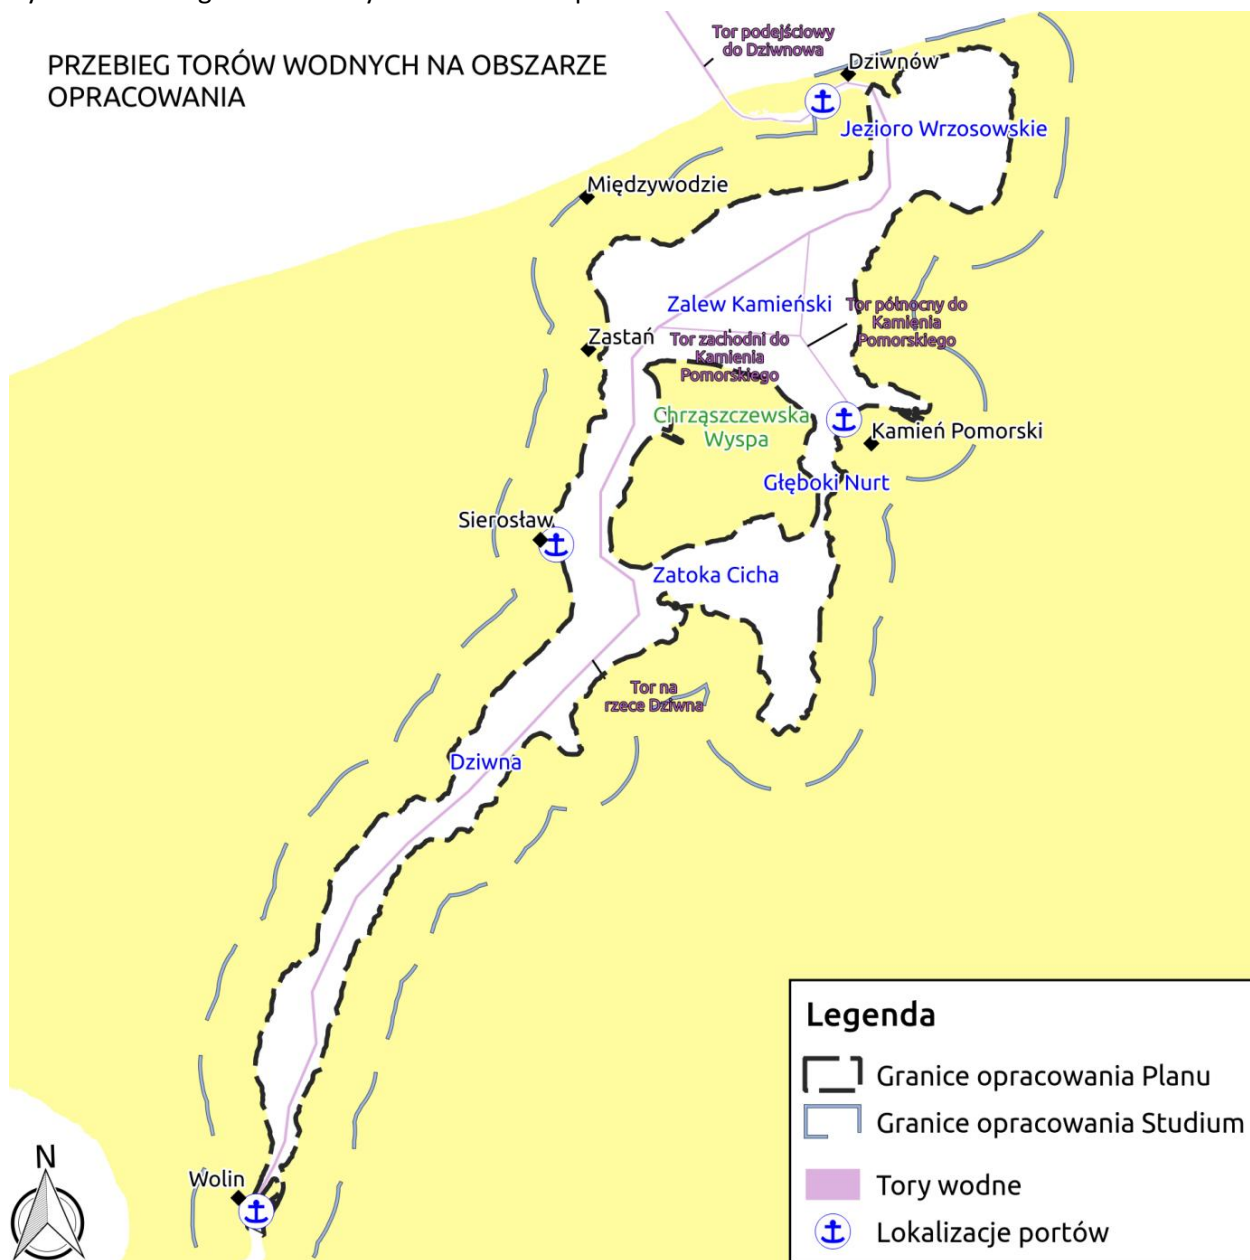 PRZEBIEG TORÓW WODNYCH NA OBSZARZE
OPRACOWANIA
Tor podejściowy
do Dziwnowa
Dziwnów
Jezioro Wrzosowskie
Międzywodzie
Zalew Kamieński
Tor północny do
Kamienia
Pomorskiego
Zastań
Tor zachodni do
Kamienia
Pomorskiego
Chrząszczewska
Wyspa
Kamień Pomorski
Głęboki Nurt
Sierosław
Zatoka Cicha
Tor na
rzece Dziwna
Dziwna
Wolin
N
Legenda
Granice opracowania Planu
Granice opracowania Studium
Tory wodne
Lokalizacje portów